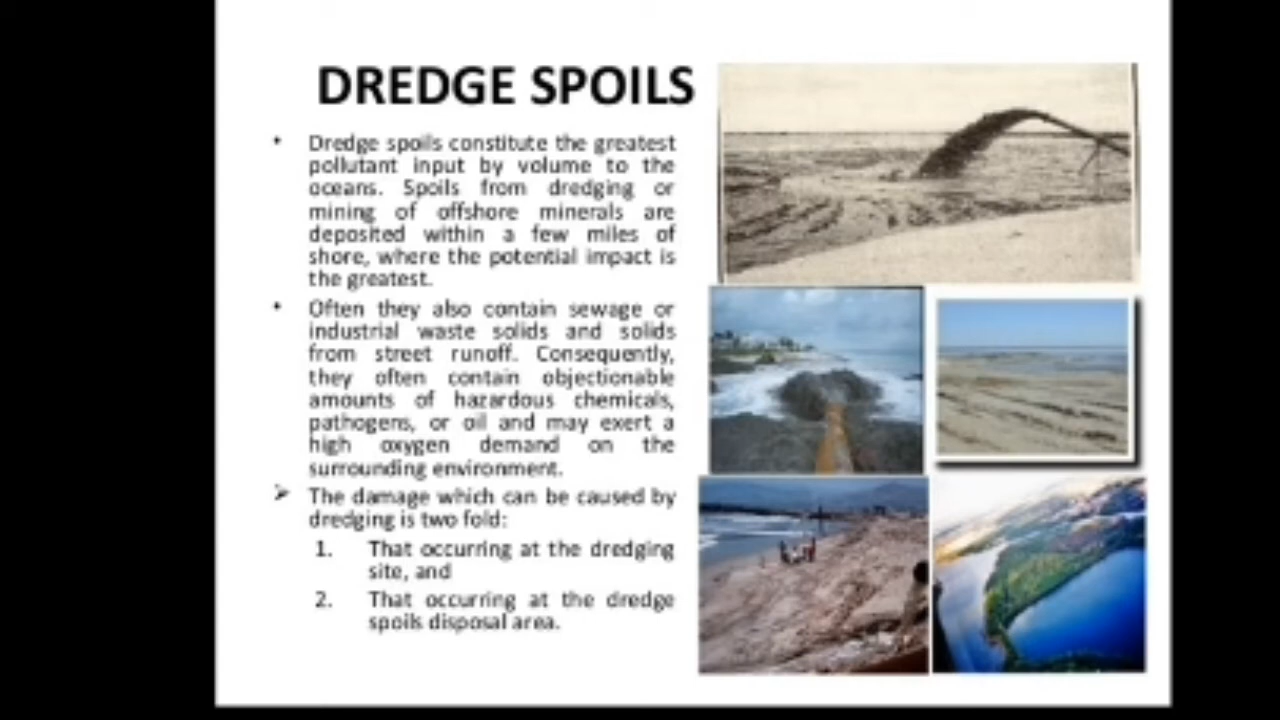 DREDGE SPOILS
• Dredge spoils constitute the greatest
pollutant input by volume to the
oceans. Spoils from dredging or
mining of offshore minerals are
deposited within a few miles of
shore, where the potential impact is
the greatest.
• Often they also contain sewage or
industrial waste solids and solids
from street runoff. Consequently,
they often contain objectionable
amounts of hazardous chemicals,
pathogens, or oil and may exert a
high oxygen demand on the
surrounding environment.
➢ The damage which can be caused by
dredging is two fold:
1. That occurring at the dredging
site, and
2. That occurring at the dredge
spoils disposal area.